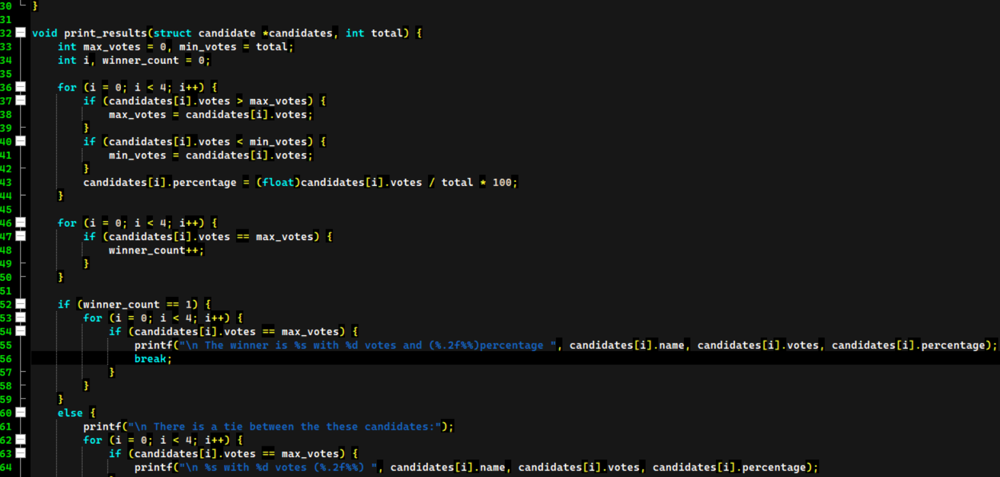 30 }
31
32 void print_results(struct candidate *candidates, int total) {
33     int max_votes = 0, min_votes = total;
34     int i, winner_count = 0;
35
36     for (i = 0; i < 4; i++) {
37         if (candidates[i].votes > max_votes) {
38             max_votes = candidates[i].votes;
39         }
40         if (candidates[i].votes < min_votes) {
41             min_votes = candidates[i].votes;
42         }
43         candidates[i].percentage = (float)candidates[i].votes / total * 100;
44     }
45
46     for (i = 0; i < 4; i++) {
47         if (candidates[i].votes == max_votes) {
48             winner_count++;
49         }
50     }
51
52     if (winner_count == 1) {
53         for (i = 0; i < 4; i++) {
54             if (candidates[i].votes == max_votes) {
55                 printf("\n The winner is %s with %d votes and (%.2f%%)percentage ", candidates[i].name, candidates[i].votes, candidates[i].percentage);
56                 break;
57             }
58         }
59     }
60     else {
61         printf("\n There is a tie between the these candidates:");
62         for (i = 0; i < 4; i++) {
63             if (candidates[i].votes == max_votes) {
64                 printf("\n %s with %d votes (%.2f%%) ", candidates[i].name, candidates[i].votes, candidates[i].percentage);